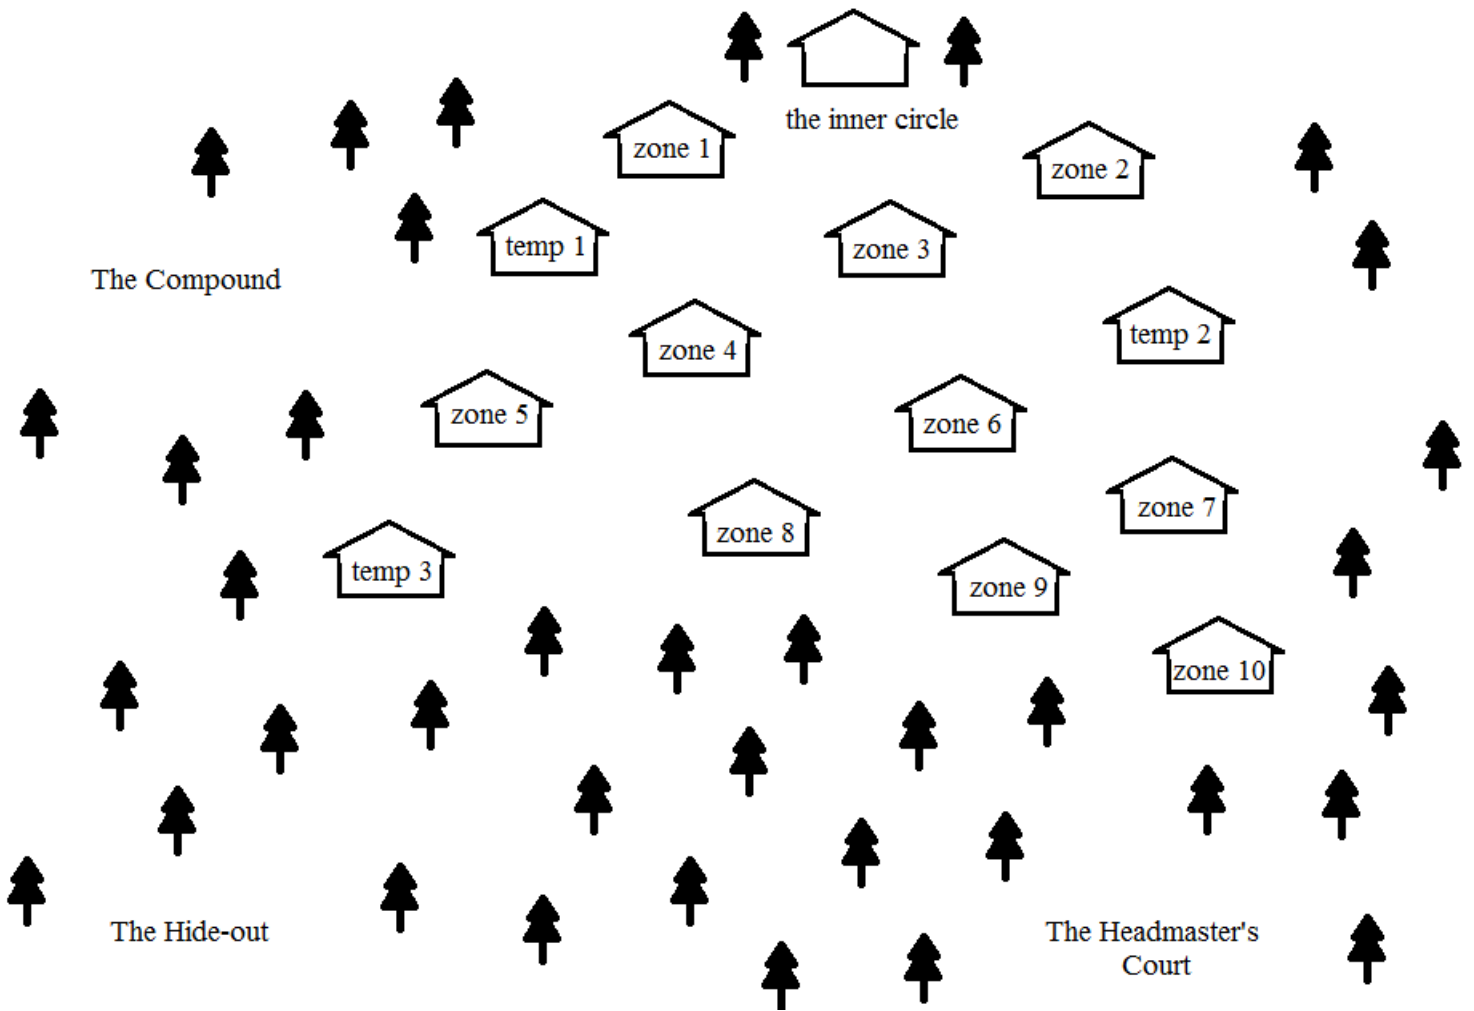 the inner circle
zone 1
zone 2
temp 1
zone 3
The Compound
temp 2
zone 4
zone 5
zone 6
zone 7
zone 8
temp 3
zone 9
zone 10
The Hide-out
The Headmaster's
Court